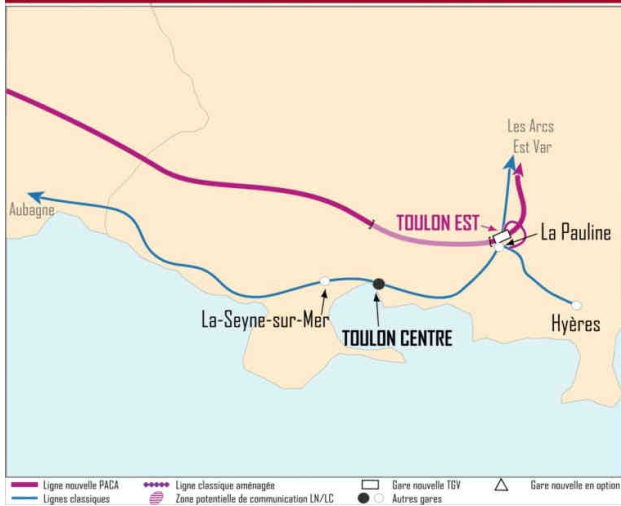 Les Arcs
Est Var
TOULON EST
La Pauline
Aubagne
La-Seyne-sur-Mer
TOULON CENTRE
Hyères
Ligne nouvelle PACA
Ligne classique aménagée
Gare nouvelle TGV
Gare nouvelle en option
Lignes classiques
Zone potentielle de communication LN/LC
Autres gares